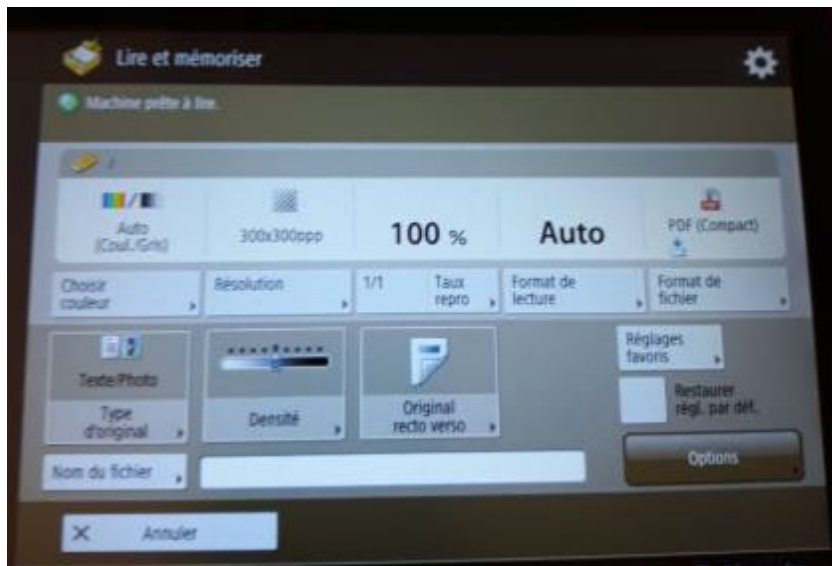 Lire et mémoriser
Machine prête à lire.
/
Auto
(Coul./Gris)
300x300ppp
100 %
Auto
PDF
PDF (Compact)
Choisir
couleur
Résolution
1/1
Taux
repro
Format de
lecture
Format de
fichier
Texte/Photo
Type
d'original
Densité
Original
recto verso
Réglages
favoris
Restaurer
régl. par déf.
Nom du fichier
Options
Annuler